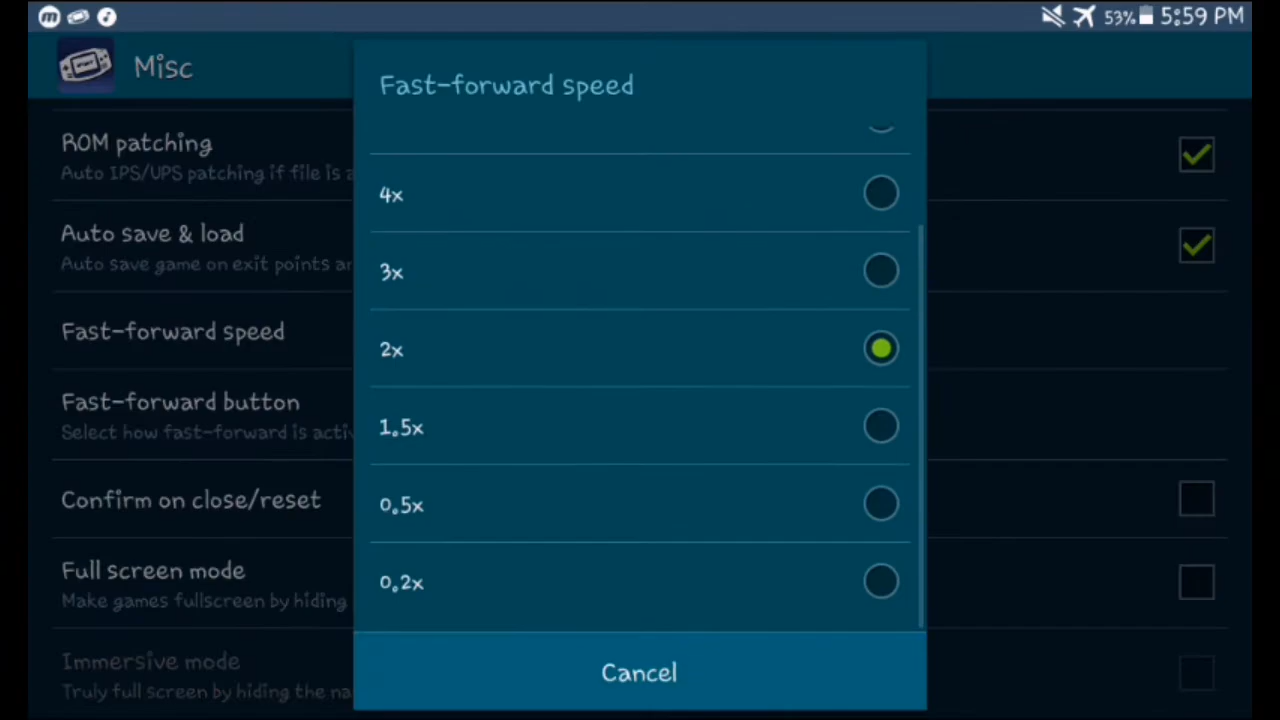 53% 5:59 PM
Misc
Fast-forward speed
ROM patching
Auto IPS/UPS patching if file is a
4x
Auto save & load
Auto save game on exit points ar
3x
Fast-forward speed
2x
Fast-forward button
Select how fast-forward is activ
1.5x
Confirm on close/reset
0.5x
Full screen mode
Make games fullscreen by hiding
0.2x
Immersive mode
Truly full screen by hiding the na
Cancel